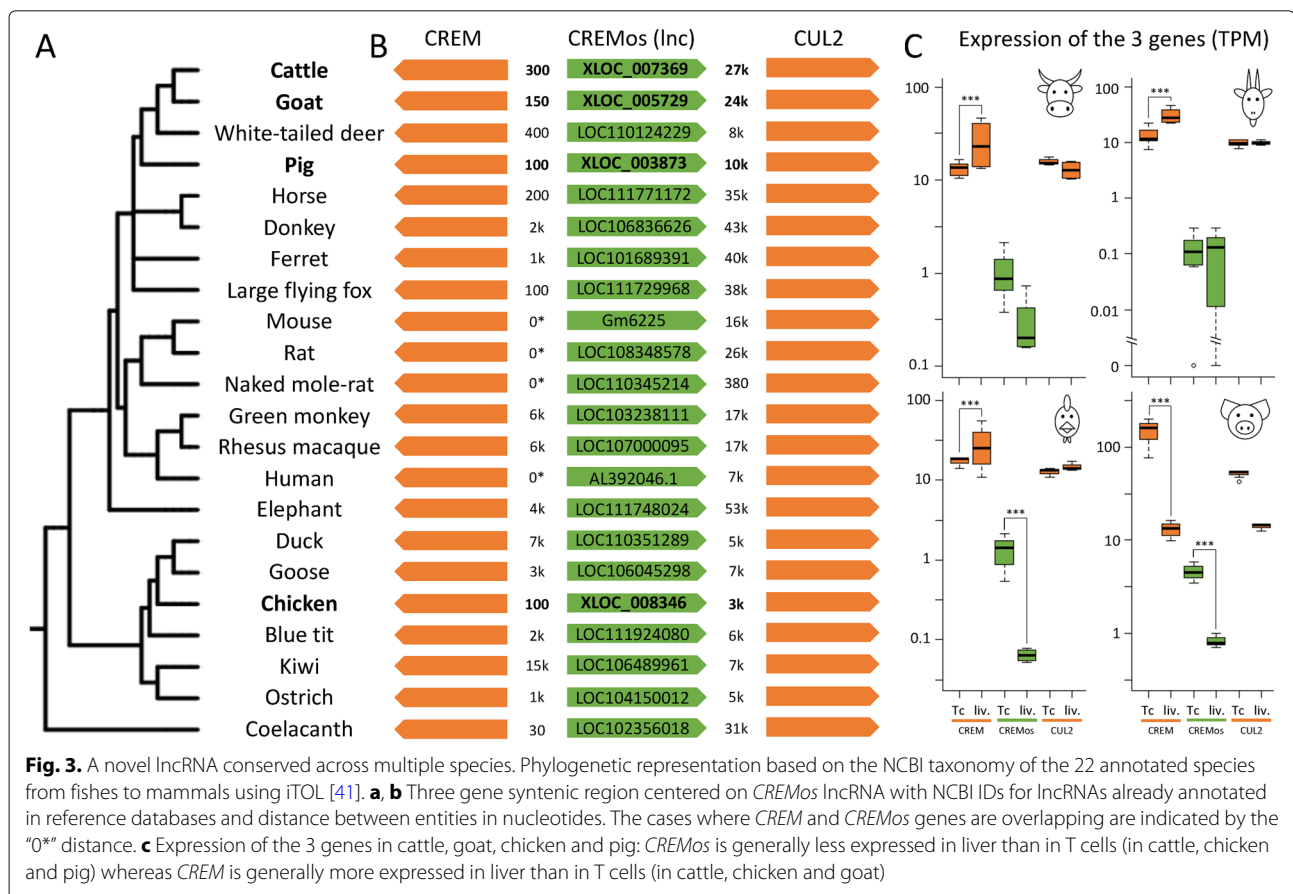 A
B CREM CREMos (lnc) CUL2
C Expression of the 3 genes (TPM)
Cattle 300 XLOC_007369 27k
Goat 150 XLOC_005729 24k
White-tailed deer 400 LOC110124229 8k
Pig 100 XLOC_003873 10k
Horse 200 LOC111771172 35k
Donkey 2k LOC106836626 43k
Ferret 1k LOC101689391 40k
Large flying fox 100 LOC111729968 38k
Mouse 0* Gm6225 16k
Rat 0* LOC108348578 26k
Naked mole-rat 0* LOC110345214 380
Green monkey 6k LOC103238111 17k
Rhesus macaque 6k LOC107000095 17k
Human 0* AL392046.1 7k
Elephant 4k LOC111748024 53k
Duck 7k LOC110351289 5k
Goose 3k LOC106045298 7k
Chicken 100 XLOC_008346 3k
Blue tit 2k LOC111924080 6k
Kiwi 15k LOC106489961 7k
Ostrich 1k LOC104150012 5k
Coelacanth 30 LOC102356018 31k
100
10
1
0.1
***
100
10
1
0.1
0.01
0
***
100
10
1
0.1
*** ***
Tc liv. Tc liv. Tc liv.
CREM CREMos CUL2
100
10
1
*** ***
Tc liv. Tc liv. Tc liv.
CREM CREMos CUL2
Fig. 3. A novel lncRNA conserved across multiple species. Phylogenetic representation based on the NCBI taxonomy of the 22 annotated species
from fishes to mammals using iTOL [41]. a, b Three gene syntenic region centered on CREMos lncRNA with NCBI IDs for lncRNAs already annotated
in reference databases and distance between entities in nucleotides. The cases where CREM and CREMos genes are overlapping are indicated by the
“0*” distance. c Expression of the 3 genes in cattle, goat, chicken and pig: CREMos is generally less expressed in liver than in T cells (in cattle, chicken
and pig) whereas CREM is generally more expressed in liver than in T cells (in cattle, chicken and goat)